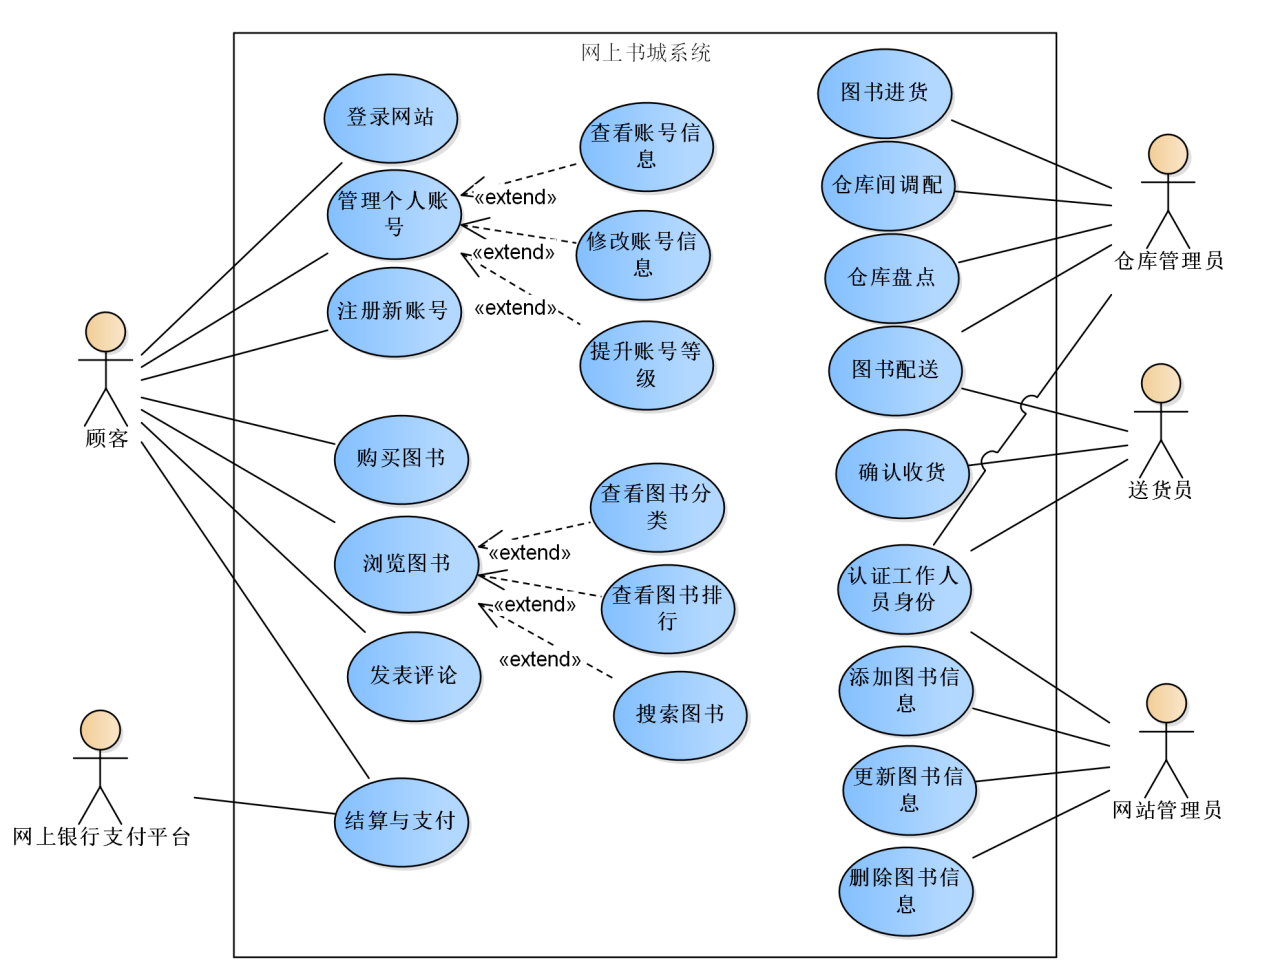 网上书城系统
登录网站
管理个人账
号
注册新账号
查看账号信
息
修改账号信
息
提升账号等
级
«extend»
«extend»
«extend»
顾客
购买图书
浏览图书
发表评论
查看图书分
类
查看图书排
行
搜索图书
«extend»
«extend»
«extend»
网上银行支付平台
结算与支付
图书进货
仓库间调配
仓库盘点
图书配送
确认收货
认证工作人
员身份
添加图书信
息
更新图书信
息
删除图书信
息
仓库管理员
送货员
网站管理员